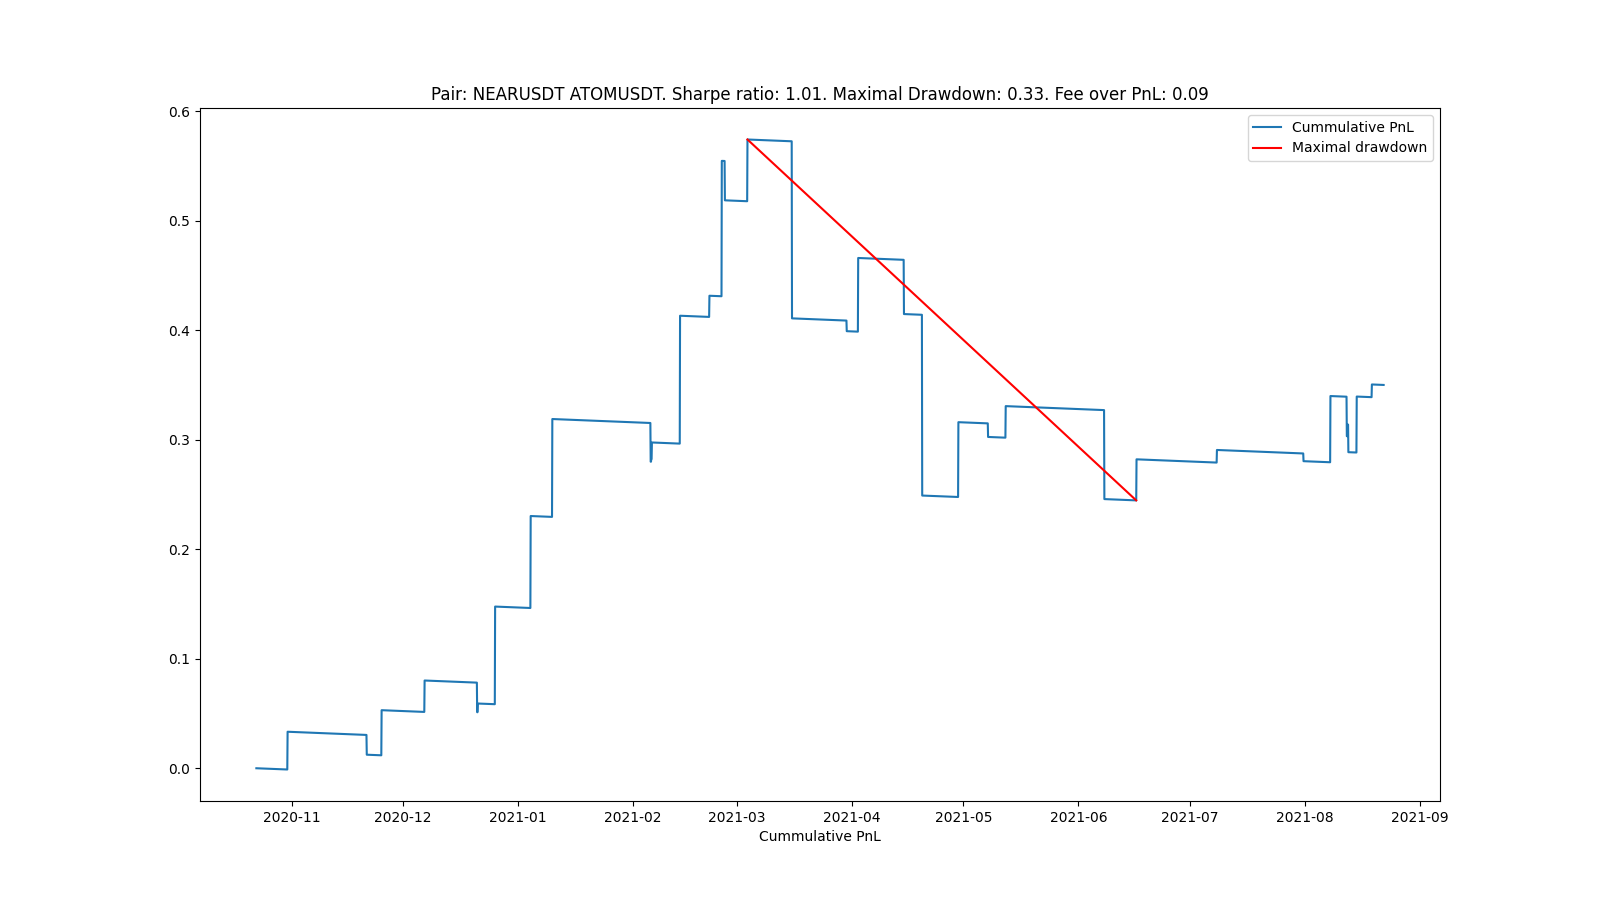 Pair: NEARUSDT ATOMUSDT. Sharpe ratio: 1.01. Maximal Drawdown: 0.33. Fee over PnL: 0.09
Cummulative PnL
Maximal drawdown
0.6
0.5
0.4
0.3
0.2
0.1
0.0
2020-11 2020-12 2021-01 2021-02 2021-03 2021-04 2021-05 2021-06 2021-07 2021-08 2021-09
Cummulative PnL